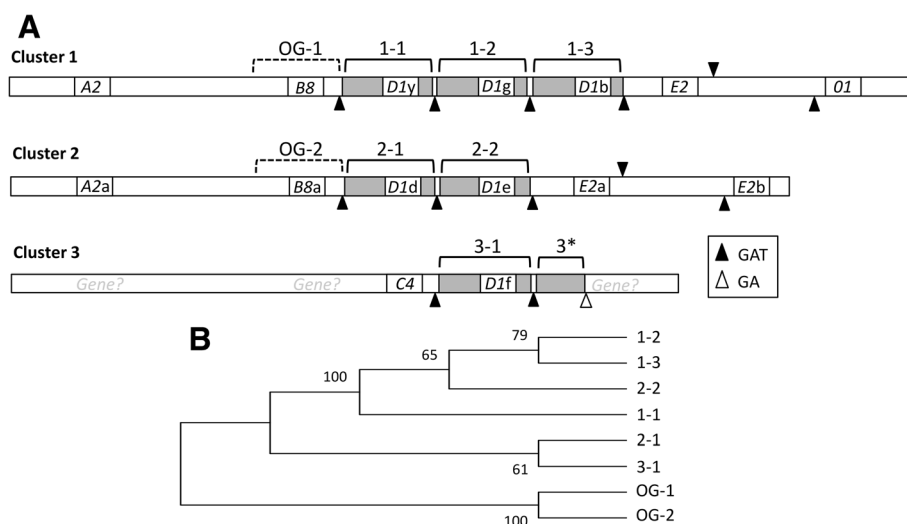 A
OG-1 1-1 1-2 1-3
Cluster 1
A2 B8 D1y D1g D1b E2 01
OG-2 2-1 2-2
Cluster 2
A2a B8a D1d D1e E2a E2b
3-1 3*
Cluster 3
Gene? Gene? C4 D1f Gene?
GAT
GA
B
79 1-2
65 1-3
100 2-2
1-1
2-1
61 3-1
OG-1
100 OG-2